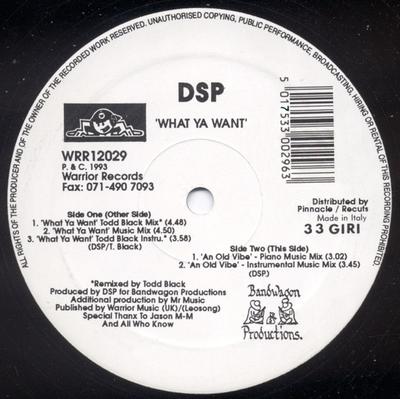 ALL RIGHTS OF THE PRODUCER AND OF THE OWNER OF THE RECORDED WORK RESERVED. UNAUTHORISED COPYING, PUBLIC PERFORMANCE, BROADCASTING, HIRING OR RENTAL OF THIS RECORDING PROHIBITED.
DSP
'WHAT YA WANT'
5 017533 002963
WRR12029
P. & C. 1993
Warrior Records
Fax: 071-490 7093
Distributed by
Pinnacle / Recuts
Made in Italy
33 GIRI
Side One (Other Side)
1. 'What Ya Want' Todd Black Mix* (4.48)
2. 'What Ya Want' Music Mix (4.50)
3. 'What Ya Want' Todd Black Instru.* (3.58)
(DSP/T. Black)
Side Two (This Side)
1. 'An Old Vibe' - Piano Music Mix (3.02)
2. 'An Old Vibe' - Instrumental Music Mix (3.45)
(DSP)
*Remixed by Todd Black
Produced by DSP for Bandwagon Productions
Additional production by Mr Music
Published by Warrior Music (UK)/(Leosong)
Special Thanx To Jason M-M
And All Who Know
Bandwagon
Productions.